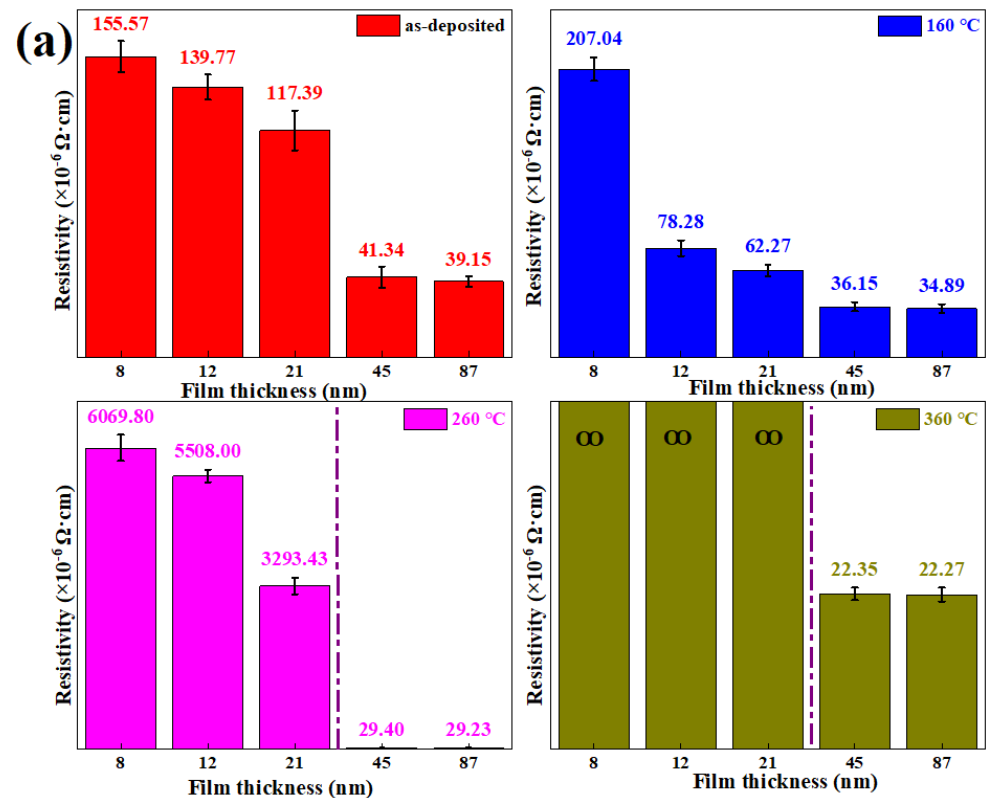 (a)
as-deposited
155.57
139.77
117.39
41.34
39.15
Resistivity (×10⁻⁶ Ω·cm)
8 12 21 45 87
Film thickness (nm)
160 °C
207.04
78.28
62.27
36.15
34.89
Resistivity (×10⁻⁶ Ω·cm)
8 12 21 45 87
Film thickness (nm)
260 °C
6069.80
5508.00
3293.43
29.40
29.23
Resistivity (×10⁻⁶ Ω·cm)
8 12 21 45 87
Film thickness (nm)
360 °C
∞ ∞ ∞
22.35
22.27
Resistivity (×10⁻⁶ Ω·cm)
8 12 21 45 87
Film thickness (nm)